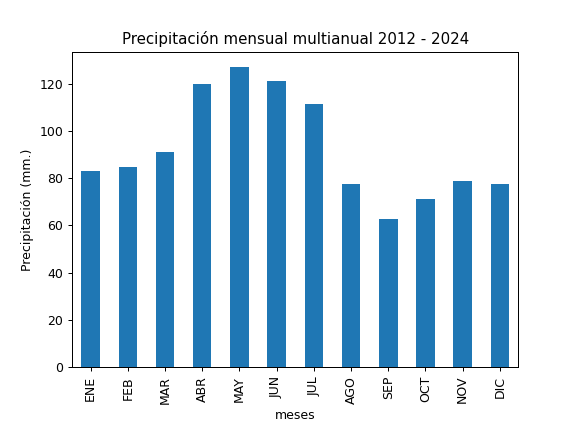 Precipitación mensual multianual 2012 - 2024
Precipitación (mm.)
120
100
80
60
40
20
0
ENE FEB MAR ABR MAY JUN JUL AGO SEP OCT NOV DIC
meses